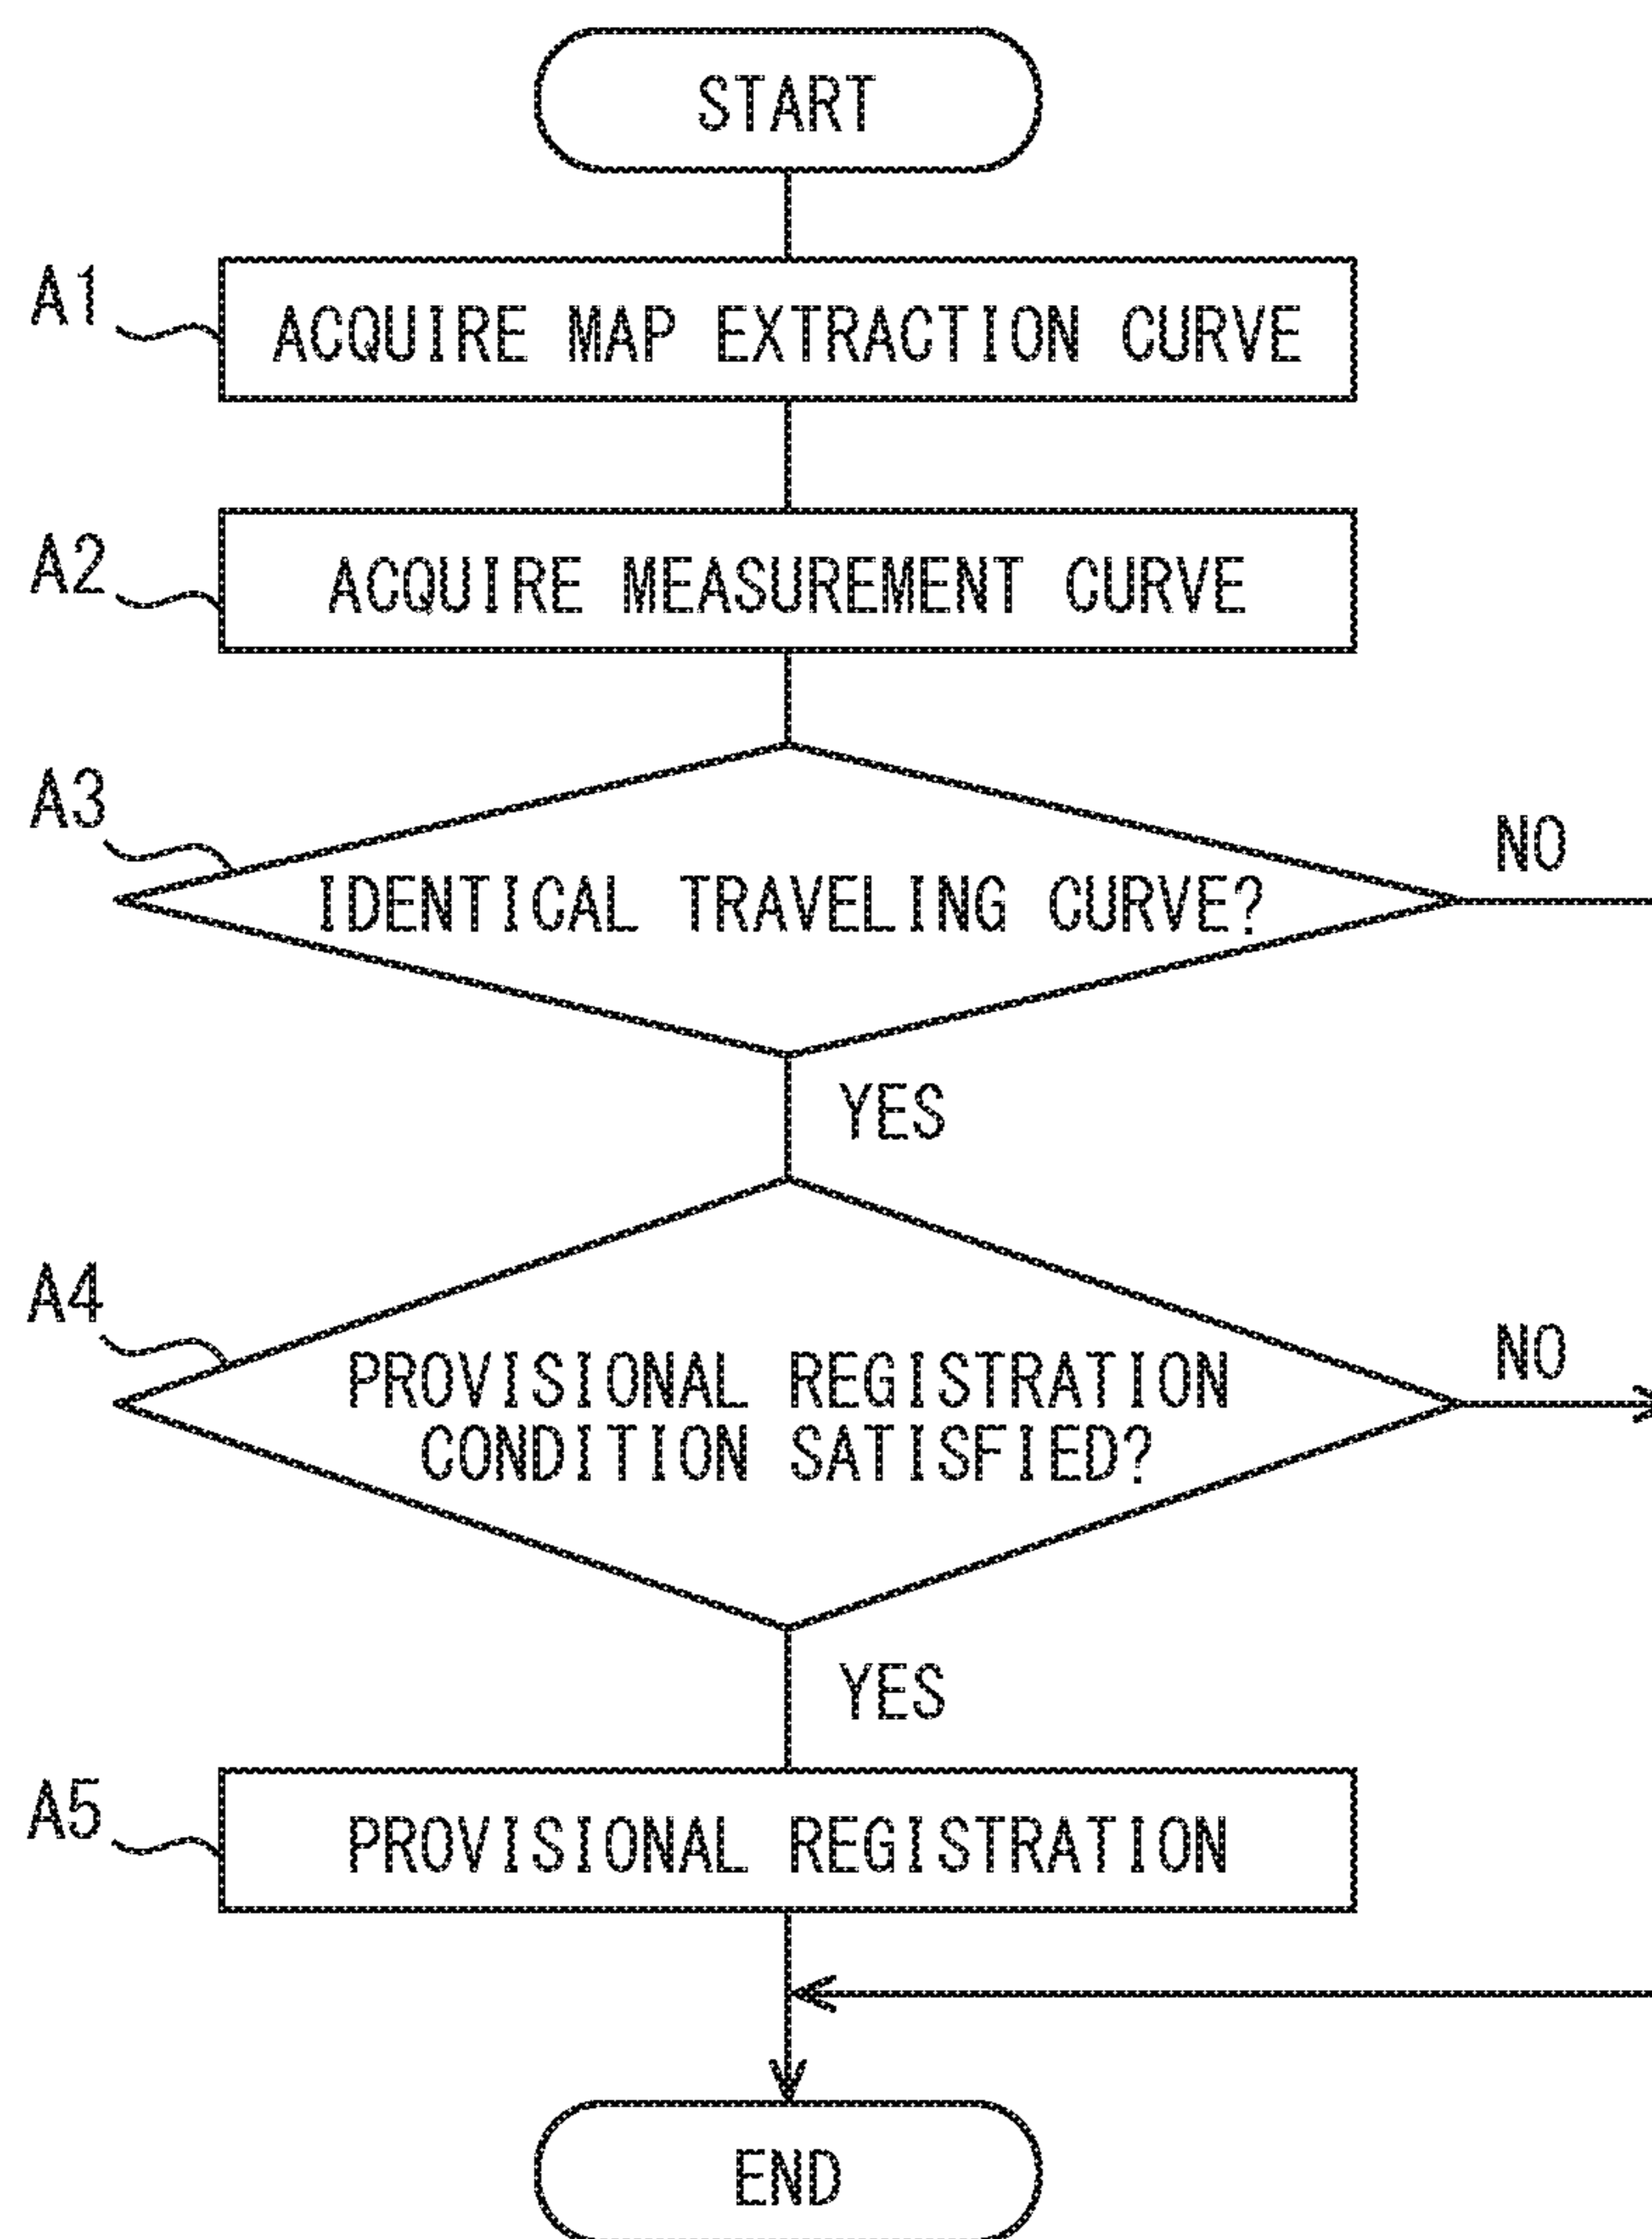 START
A1
ACQUIRE MAP EXTRACTION CURVE
A2
ACQUIRE MEASUREMENT CURVE
A3
IDENTICAL TRAVELING CURVE?
NO
YES
A4
PROVISIONAL REGISTRATION
CONDITION SATISFIED?
NO
YES
A5
PROVISIONAL REGISTRATION
END